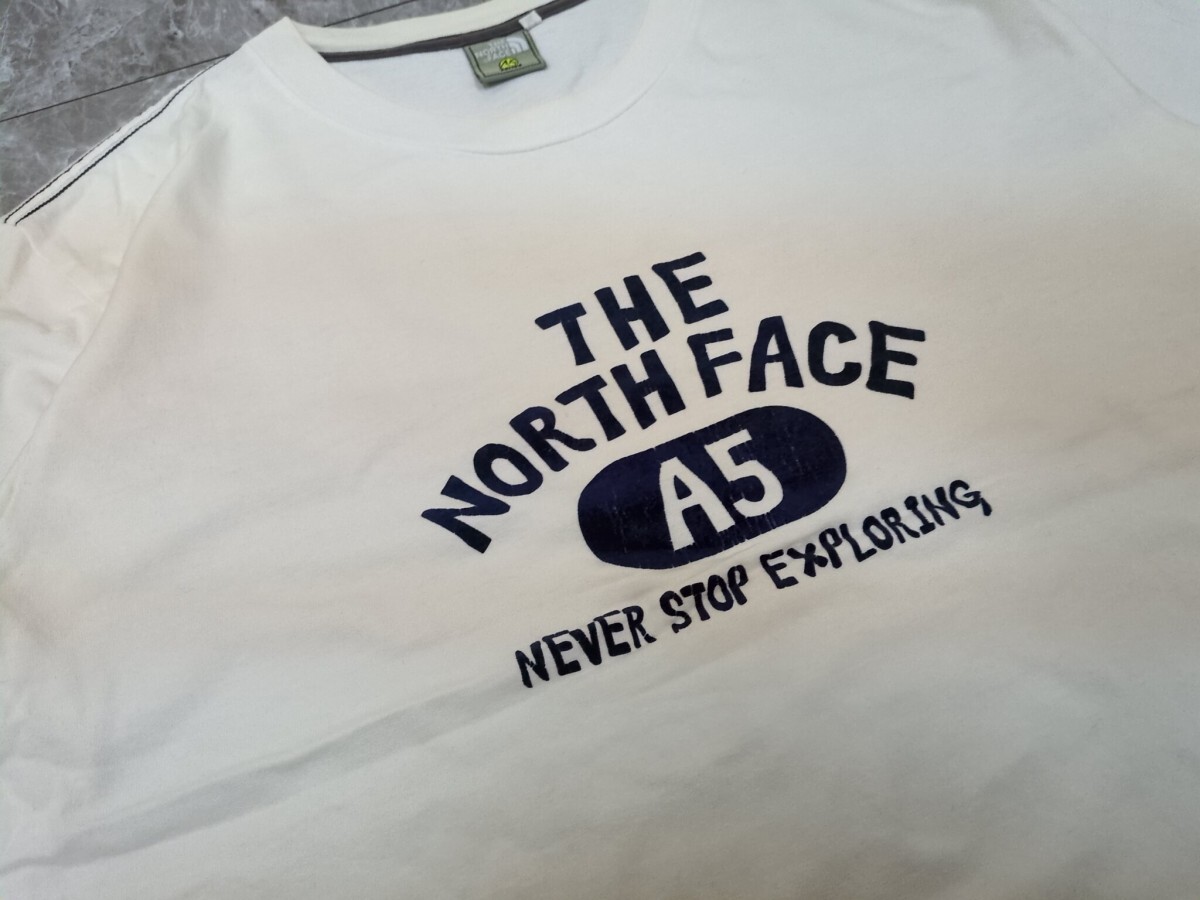 THE
NORTH FACE
A5
NEVER STOP EXPLORING